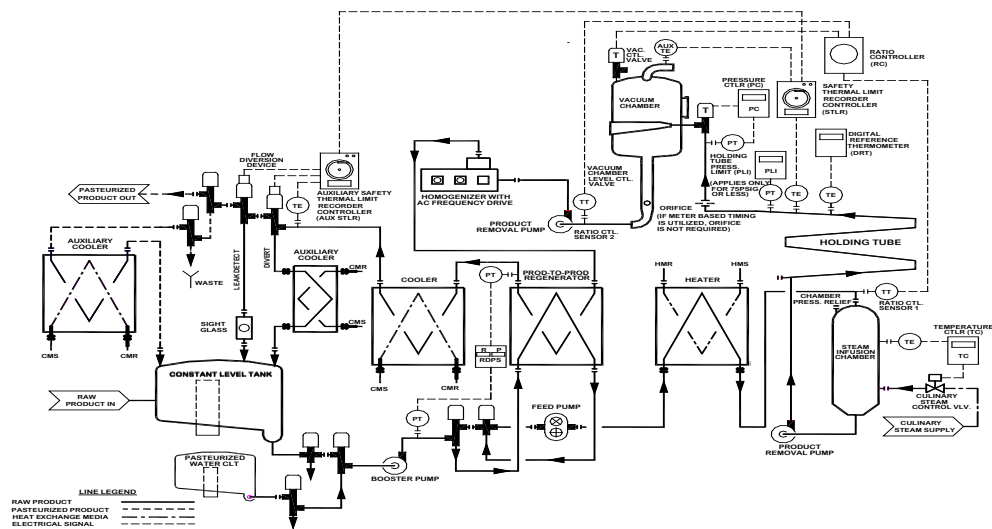 RATIO
CONTROLLER
(RC)
VAC.
CTL.
VALVE
T
AUX
TE
VACUUM
CHAMBER
PRESSURE
CTLR (PC)
PC
T
SAFETY
THERMAL LIMIT
RECORDER
CONTROLLER
(STLR)
PT
HOLDING
TUBE
PRESS.
LIMIT (PLI)
(APPLIES ONLY
FOR 75PSIG
OR LESS)
PLI
DIGITAL
REFERENCE
THERMOMETER
(DRT)
PT
TE
TE
FLOW
DIVERSION
DEVICE
AUXILIARY SAFETY
THERMAL LIMIT
RECORDER
CONTROLLER
(AUX STLR)
TE
PASTEURIZED
PRODUCT OUT
HOMOGENIZER WITH
AC FREQUENCY DRIVE
VACUUM
CHAMBER
LEVEL CTL.
VALVE
TT
PRODUCT
REMOVAL PUMP
RATIO CTL.
SENSOR 2
ORIFICE
(IF METER BASED TIMING
IS UTILIZED, ORIFICE
IS NOT REQUIRED)
HOLDING TUBE
AUXILIARY
COOLER
WASTE
LEAK DETECT
DIVERT
AUXILIARY
COOLER
CMR
CMS
SIGHT
GLASS
CMS
CMR
COOLER
PT
PROD-TO-PROD
REGENERATOR
HMR
HMS
HEATER
CHAMBER
PRESS. RELIEF
TT
RATIO CTL.
SENSOR 1
STEAM
INFUSION
CHAMBER
TE
TEMPERATURE
CTLR (TC)
TC
R P
RDPS
CMS
CMR
CONSTANT LEVEL TANK
RAW
PRODUCT IN
PT
FEED PUMP
CULINARY
STEAM
CONTROL VLV.
CULINARY
STEAM SUPPLY
PRODUCT
REMOVAL PUMP
PASTEURIZED
WATER CLT
BOOSTER PUMP
LINE LEGEND
RAW PRODUCT
PASTEURIZED PRODUCT
HEAT EXCHANGE MEDIA
ELECTRICAL SIGNAL